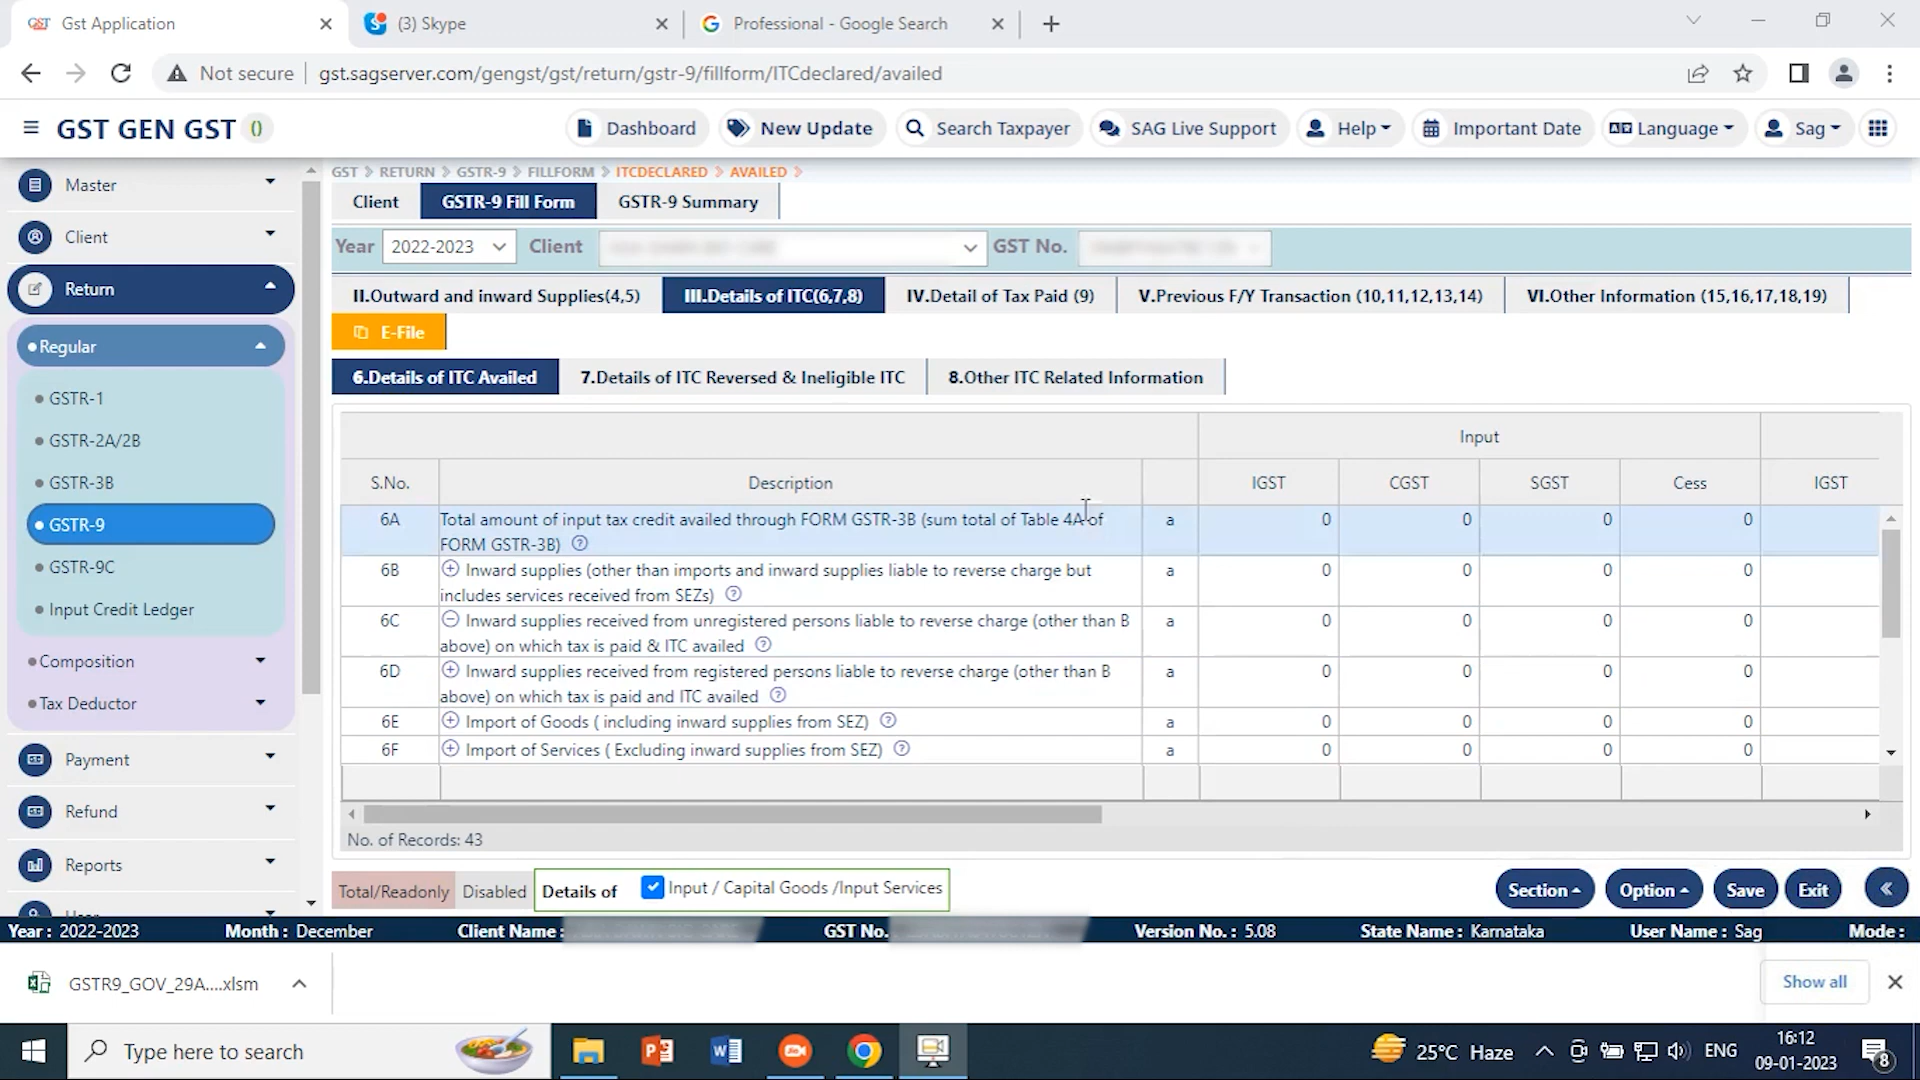 GST Gst Application
(3) Skype
Professional - Google Search
Not secure gst.sagserver.com/gengst/gst/return/gstr-9/fillform/ITCdeclared/availed
GST GEN GST ()
Dashboard New Update Search Taxpayer SAG Live Support Help Important Date Language Sag
Master
Client
Return
Regular
GSTR-1
GSTR-2A/2B
GSTR-3B
GSTR-9
GSTR-9C
Input Credit Ledger
Composition
Tax Deductor
Payment
Refund
Reports
User
GST > RETURN > GSTR-9 > FILLFORM > ITCDECLARED > AVAILED >
Client GSTR-9 Fill Form GSTR-9 Summary
Year 2022-2023 Client GST No.
II.Outward and inward Supplies(4,5) III.Details of ITC(6,7,8) IV.Detail of Tax Paid (9) V.Previous F/Y Transaction (10,11,12,13,14) VI.Other Information (15,16,17,18,19)
E-File
6.Details of ITC Availed 7.Details of ITC Reversed & Ineligible ITC 8.Other ITC Related Information
Input
S.No. Description IGST CGST SGST Cess IGST
6A Total amount of input tax credit availed through FORM GSTR-3B (sum total of Table 4A of a 0 0 0 0
FORM GSTR-3B)
6B Inward supplies (other than imports and inward supplies liable to reverse charge but a 0 0 0 0
includes services received from SEZs)
6C Inward supplies received from unregistered persons liable to reverse charge (other than B a 0 0 0 0
above) on which tax is paid & ITC availed
6D Inward supplies received from registered persons liable to reverse charge (other than B a 0 0 0 0
above) on which tax is paid and ITC availed
6E Import of Goods ( including inward supplies from SEZ) a 0 0 0 0
6F Import of Services ( Excluding inward supplies from SEZ) a 0 0 0 0
No. of Records: 43
Total/Readonly Disabled Details of Input / Capital Goods /Input Services
Section Option Save Exit
Year : 2022-2023 Month : December Client Name : GST No. Version No. : 5.08 State Name : Karnataka User Name : Sag Mode :
GSTR9_GOV_29A....xlsm
Show all
Type here to search
25°C Haze ENG
16:12
09-01-2023
8